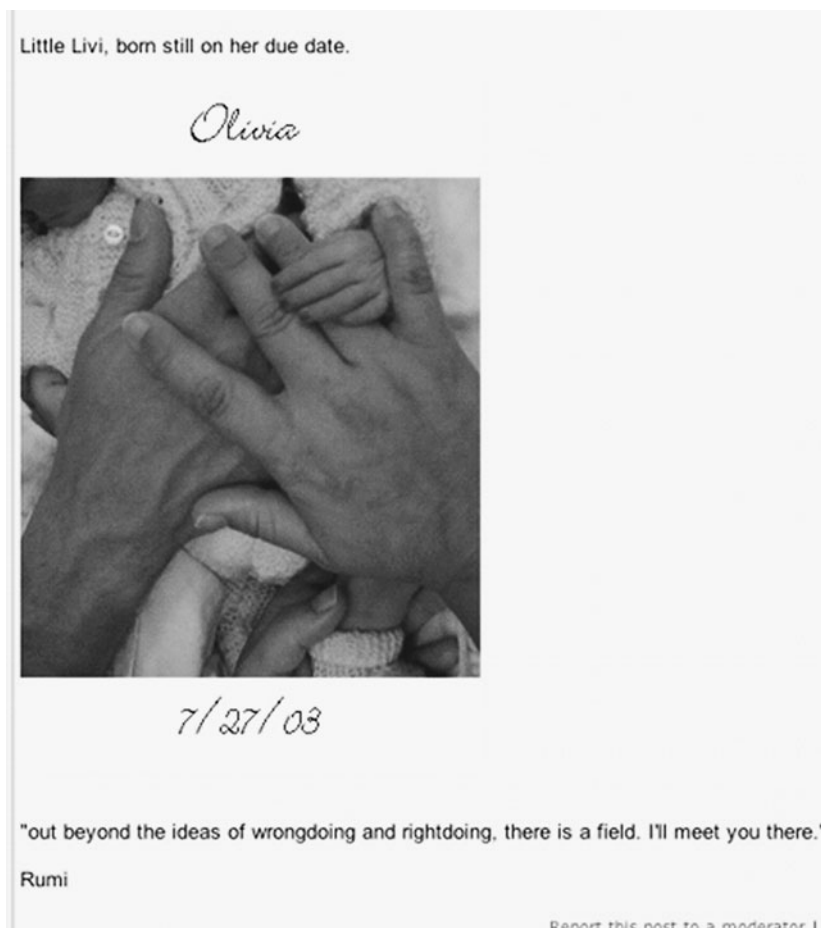 Little Livi, born still on her due date.
Olivia
7/27/03
"out beyond the ideas of wrongdoing and rightdoing, there is a field. I'll meet you there."
Rumi
Report this post to a moderator |